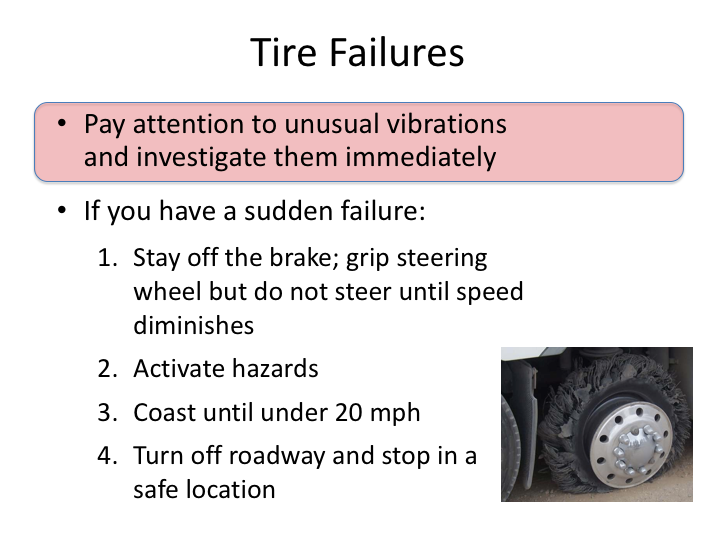 Tire Failures
• Pay attention to unusual vibrations
and investigate them immediately
• If you have a sudden failure:
1. Stay off the brake; grip steering
wheel but do not steer until speed
diminishes
2. Activate hazards
3. Coast until under 20 mph
4. Turn off roadway and stop in a
safe location